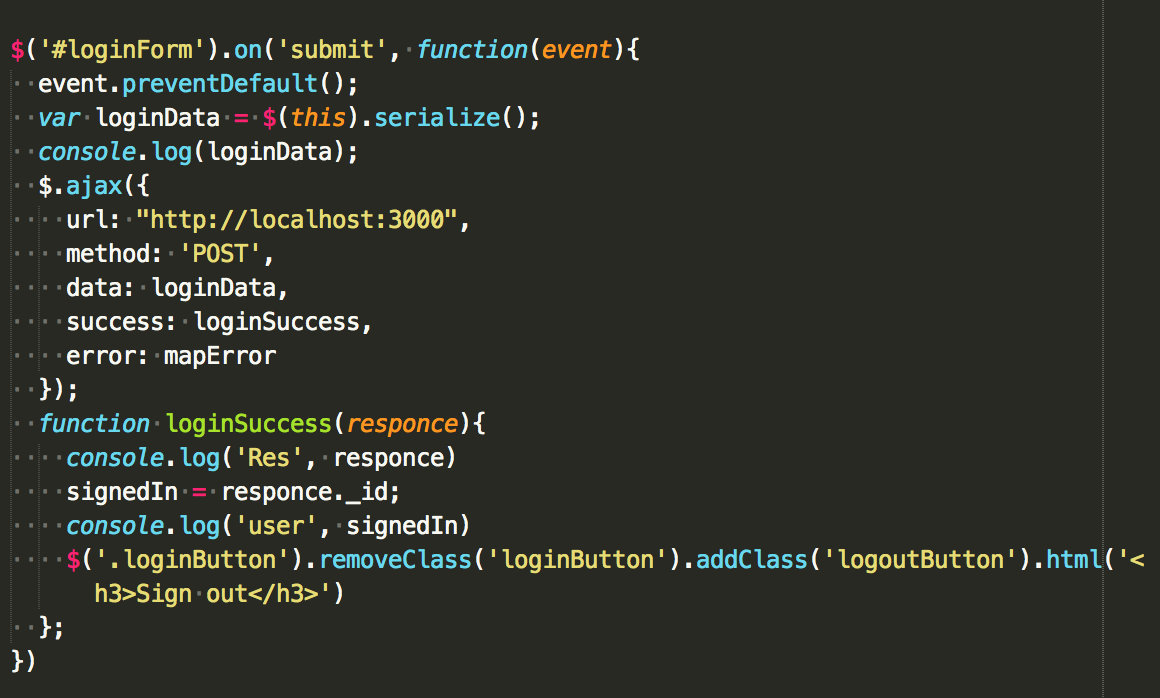 $('#loginForm').on('submit', function(event){
  event.preventDefault();
  var loginData = $(this).serialize();
  console.log(loginData);
  $.ajax({
    url: "http://localhost:3000",
    method: 'POST',
    data: loginData,
    success: loginSuccess,
    error: mapError
  });
  function loginSuccess(responce){
    console.log('Res', responce)
    signedIn = responce._id;
    console.log('user', signedIn)
    $('.loginButton').removeClass('loginButton').addClass('logoutButton').html('<
      h3>Sign out</h3>')
  };
})